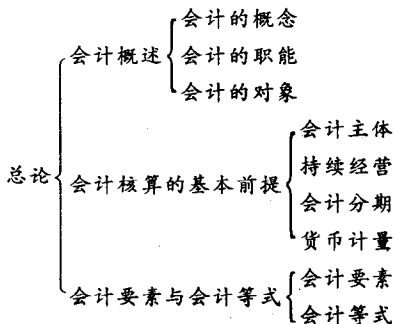 会计的概念
会计概述
会计的职能
会计的对象
会计主体
持续经营
总论
会计核算的基本前提
会计分期
货币计量
会计要素
会计要素与会计等式
会计等式